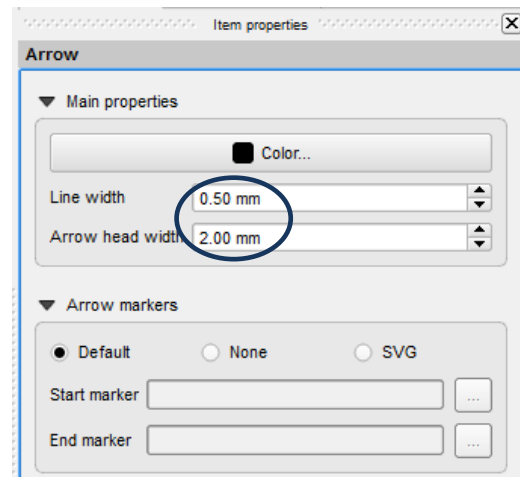 Item properties
Arrow
Main properties
Color...
Line width 0.50 mm
Arrow head width 2.00 mm
Arrow markers
Default None SVG
Start marker ...
End marker ...